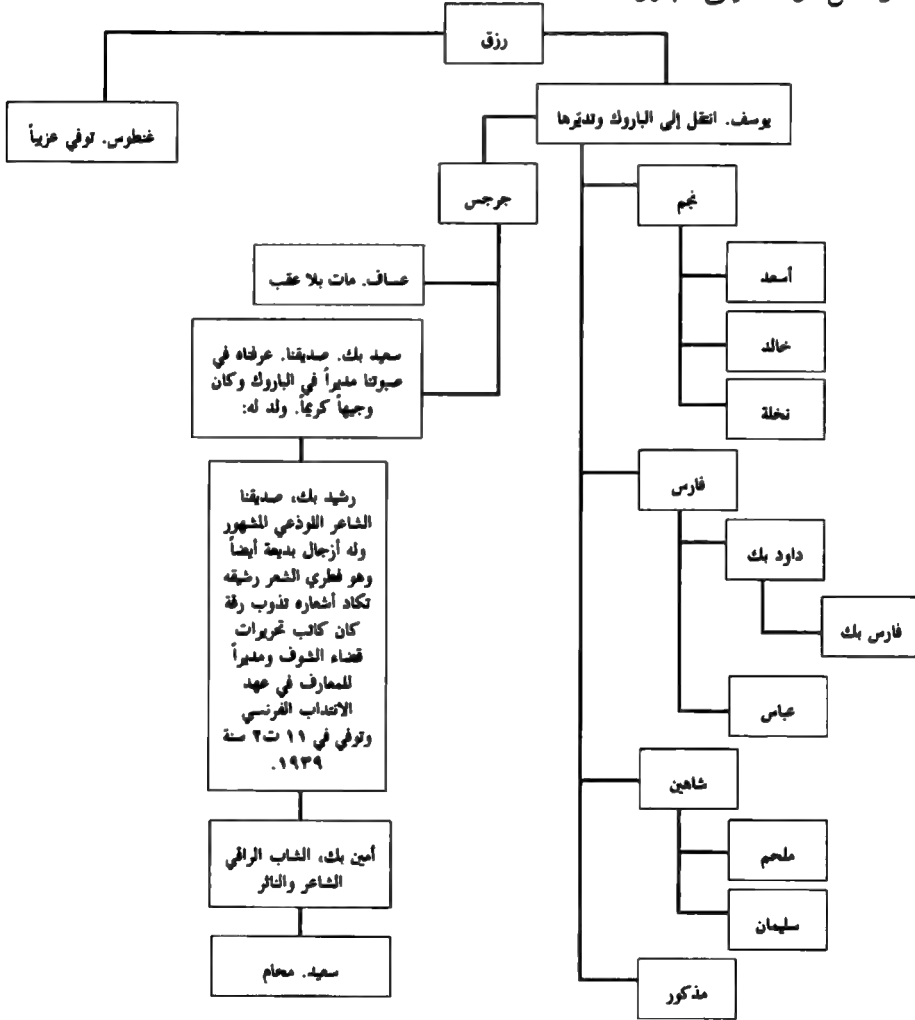 رزق
يوسف. انتقل إلى الباروك وتديّرها
غنطوس. توفي عزباً
جرجس
نجم
عساف. مات بلا عقب
أسعد
خالد
نخلة
سعيد بك. صديقنا. عرفناه في
صبوتنا مديراً في الباروك وكان
وجيهاً كريماً. ولد له:
رشيد بك، صديقنا
الشاعر اللوذعي المشهور
وله أزجال بديعة أيضاً
وهو فطري الشعر رشيقه
تكاد أشعاره تذوب رقة
كان كاتب تحريرات
قضاء الشوف ومديراً
للمعارف في عهد
الانتداب الفرنسي
وتوفي في ١١ ت٢ سنة
١٩٣٩.
فارس
داود بك
فارس بك
عباس
شاهين
ملحم
سليمان
مذكور
أمين بك، الشاب الراقي
الشاعر والناثر
سعيد. محام